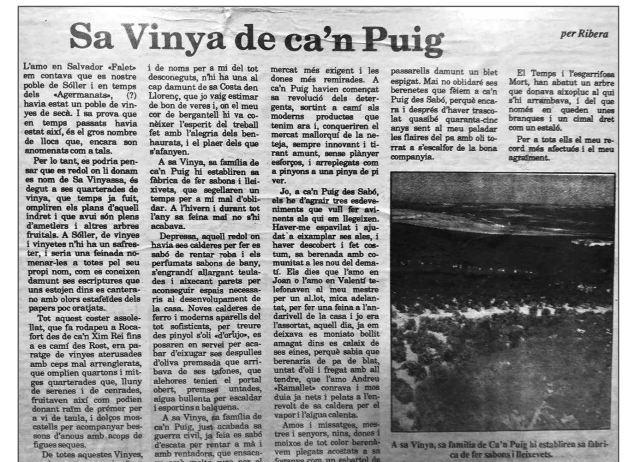 Sa Vinya de ca'n Puig
per Ribera
L'amo en Salvador «Palet»
em contava que es nostre
poble de Sóller i en temps
dels «Agermanats», (?)
havia estat un poble de vin-
yes de secà. I sa prova que
en temps passats havia
estat així, és el gros nombre
de llocs que, encara son
anomenats com a tals.
Per lo tant, es podria pen-
sar que es redol on li donam
es nom de Sa Vinyassa, és
degut a ses quarterades de
vinya, que temps ja fuit,
ompliren els plans d'aquell
indret i que avui són plens
d'ametlers i altres arbres
fruitals. A Sóller, de vinyes
i vinyetes n'hi ha un safres-
ter, i seria una feinada no-
menar-les a totes pel seu
propi nom, com es coneixen
damunt ses escriptures que
uns estojen dins es cantera-
no amb olors estafeïdes dels
papers poc oratjats.
Tot aquest coster assole-
llat, que fa rodapeu a Roca-
fort des de ca'n Xim Rei fins
a es camí des Rost, era pa-
ratge de vinyes aterusades
amb ceps mal arrenglerats,
que omplien quartons i mit-
ges quarterades que, lluny
de serenes i de cenrades,
fruitaven així com podien
donant raïm de prémer per
a vi de taula, i dolços mos-
catells per acompanyar bes-
sons d'anous amb acops de
figues seques.
De totes aquestes Vinyes,
i de noms per a mi del tot
desconeguts, n'hi ha una al
cap damunt de sa Costa den
Llorenç, que jo vaig estimar
de bon de veres i, on el meu
cor de bergantell hi va co-
nèixer l'esperit del treball
fet amb l'alegria dels ben-
haurats, i el plaer dels que
s'afanyen.
A sa Vinya, sa família de
ca'n Puig hi establiren sa
fàbrica de fer sabons i llei-
xivets, que segellaren un
temps per a mi mal d'obli-
dar. A l'hivern i durant tot
l'any sa feina mai no s'hi
acabava.
Depressa, aquell redol on
havia ses calderes per fer es
sabó de rentar roba i els
perfumats sabons de bany,
s'engrandí allargant teula-
des i aixecant parets per
aconseguir espais necessa-
ris al desenvolupament de
la casa. Noves calderes de
ferro i moderns aparells del
tot sofisticats, per treure
des pinyol s'oli «d'orujo», es
posaren en servei per aca-
bar d'eixugar ses despulles
d'oliva premsada que arri-
bava de ses tafones, que
alehores tenien el portal
obert, premses untades,
aigua bullenta per escaldar
i esportins a balquena.
A sa Vinya, sa família de
ca'n Puig, just acabada sa
guerra civil, ja feia es sabó
d'escata per rentar a mà i
amb rentadora, que ensaca-
mercat més exigent i les
dones més remirades. A
ca'n Puig havien començat
sa revolució dels deter-
gents, sortint a camí als
moderns productes que
tenim ara i, conqueriren el
mercat mallorquí de la ne-
teja, sempre innovant i ti-
rant amunt, sense plànyer
esforços, i arreplegats com
a pinyons a una pinya de pi
ver.
Jo, a ca'n Puig des Sabó,
els he d'agrair tres esdeve-
niments que vull fer avi-
nents als qui em llegeixen.
Haver-me espavilat i ajudat
a eixamplar ses ales, i
haver descobert i fet cos-
tum, sa berenada amb co-
munitat a les nou del dema-
tí. Els dies que l'amo en
Joan o l'amo en Valentí te-
lefonaven al meu mestre
per un al.lot, mica adelan-
tat, per fer una feina a l'an-
darivell de la casa i jo era
l'assortat, aquell dia, ja em
deixava es moniato bollit
amagat dins es calaix de
ses eines, perquè sabia que
berenaria de pa de blat,
untat d'oli i fregat amb all
tendre, que l'amo Andreu
«Ramallet» conrava i mos
duia ja nets i pelats a l'en-
revolt de sa caldera per el
vapor i l'aigua calenta.
Amos i missatges, mes-
tres i senyors, nins, dones i
meixos de tot color berena-
vem plegats acostats a sa
passarells damunt un blet
espigat. Mai no oblidaré ses
berenetes que fèiem a ca'n
Puig des Sabó, perquè enca-
ra i després d'haver trasco-
lat quasibé quaranta-cinc
anys sent al meu paladar
les flaires del pa amb oli tor-
rat a s'escalfor de la bona
companyia.
El Temps i l'esgarrifosa
Mort, han abatut un arbre
que donava aixopluc al qui
s'hi arrambava, i del que
només en queden unes
branques i un cimal dret
com un estaló.
Per a tots ells el meu re-
cord més afectuós i el meu
agraïment.
A sa Vinya, sa família de Ca'n Puig hi establiren sa fàbri-
ca de fer sabons i lleixevets.